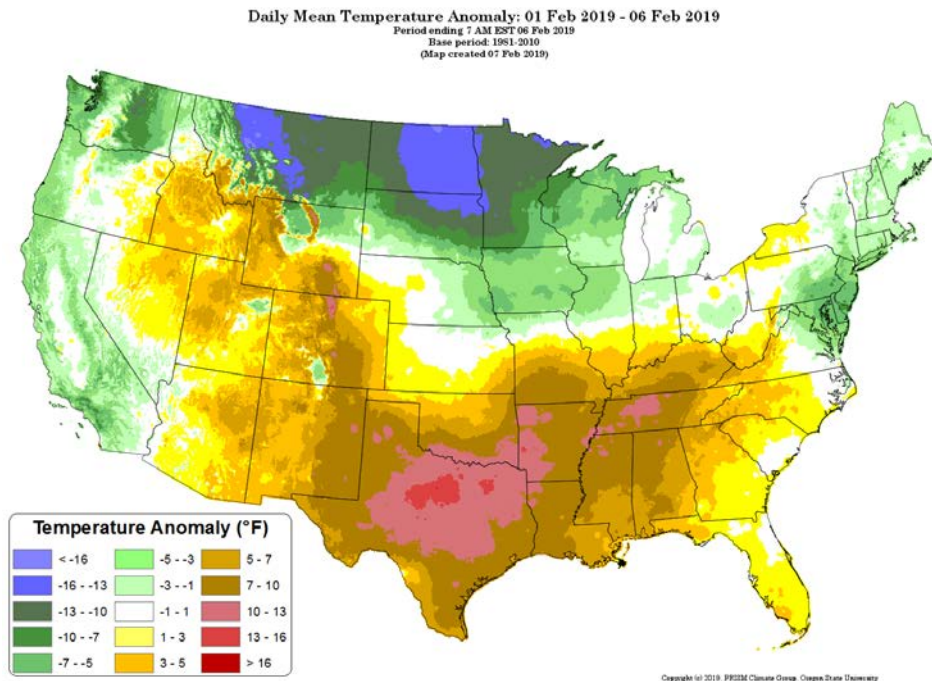 Daily Mean Temperature Anomaly: 01 Feb 2019 - 06 Feb 2019
Period ending 7 AM EST 06 Feb 2019
Base period: 1981-2010
(Map created 07 Feb 2019)
Temperature Anomaly (°F)
< -16
-5 - -3
5 - 7
-16 - -13
-3 - -1
7 - 10
-13 - -10
-1 - 1
10 - 13
-10 - -7
1 - 3
13 - 16
-7 - -5
3 - 5
> 16
Copyright (c) 2019, PRISM Climate Group, Oregon State University